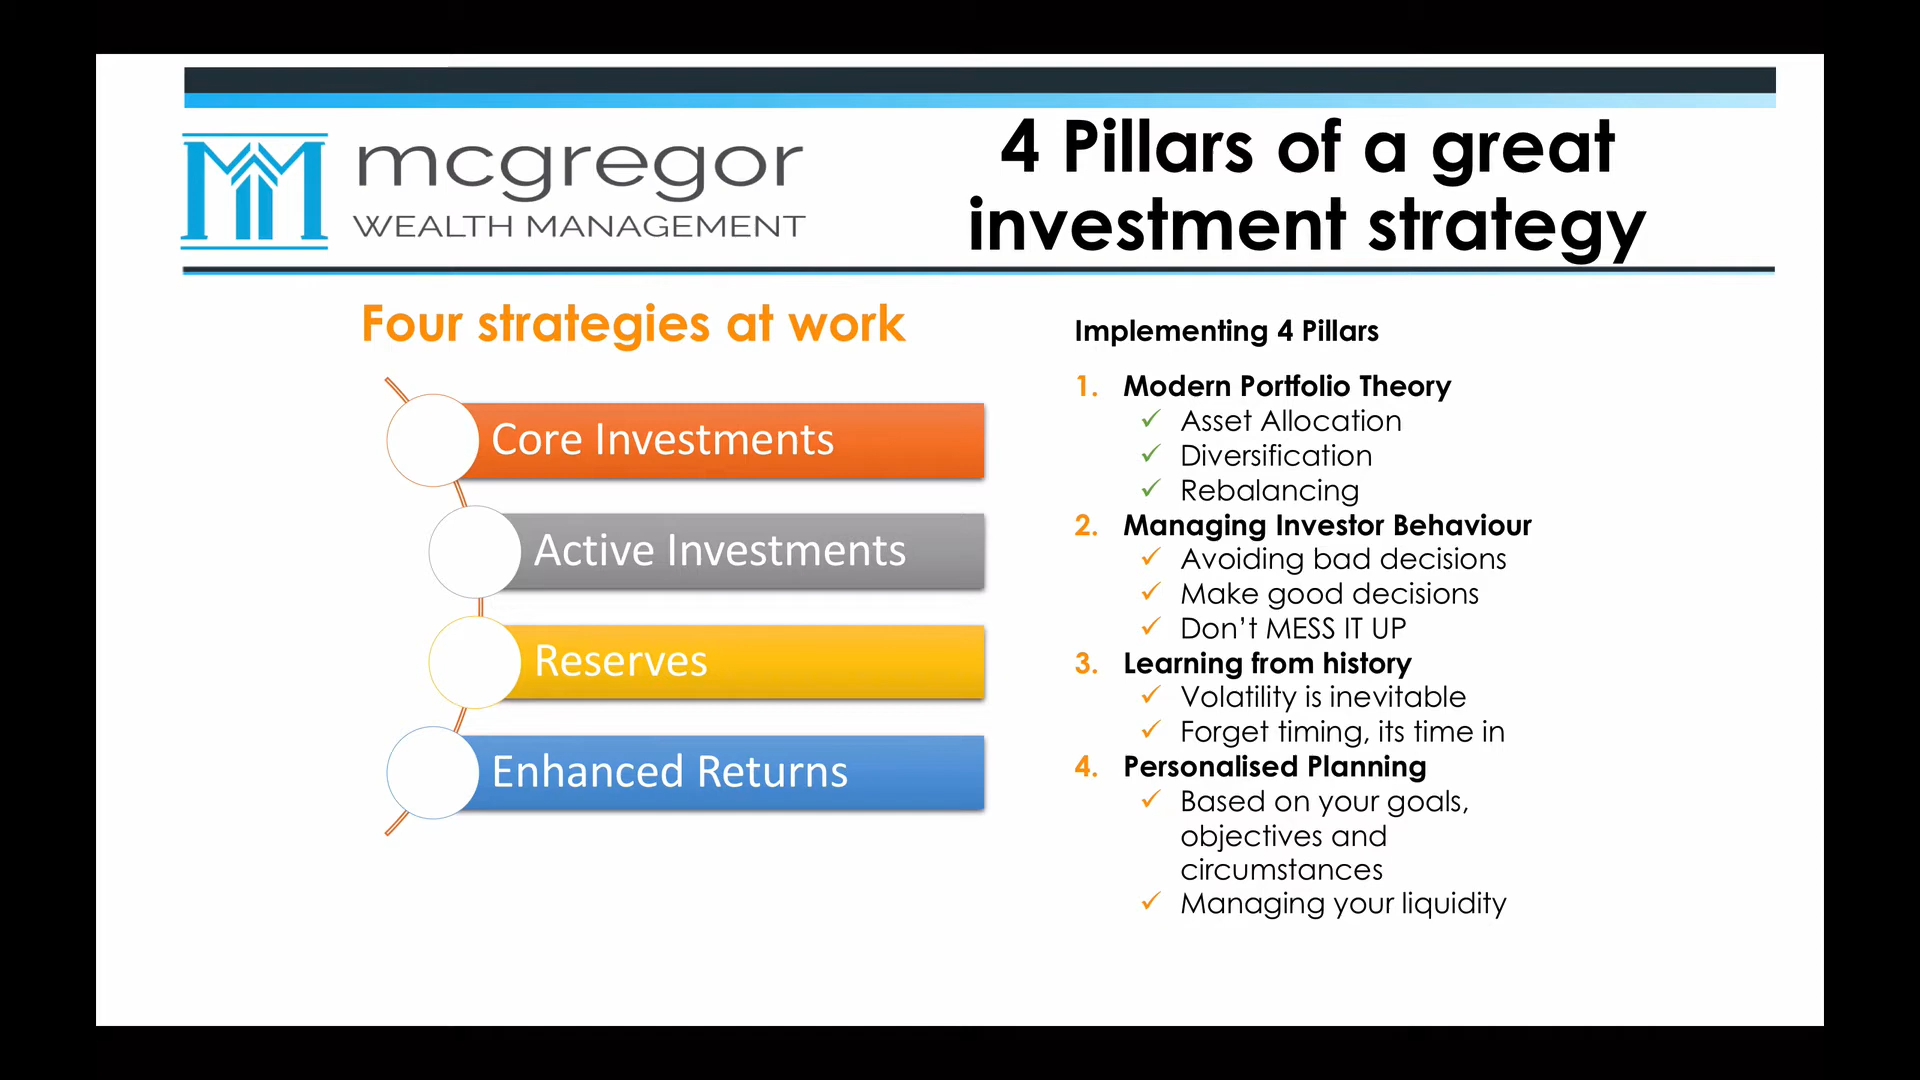 mcgregor
WEALTH MANAGEMENT
4 Pillars of a great
investment strategy
Four strategies at work
Core Investments
Active Investments
Reserves
Enhanced Returns
Implementing 4 Pillars
1. Modern Portfolio Theory
✓ Asset Allocation
✓ Diversification
✓ Rebalancing
2. Managing Investor Behaviour
✓ Avoiding bad decisions
✓ Make good decisions
✓ Don’t MESS IT UP
3. Learning from history
✓ Volatility is inevitable
✓ Forget timing, its time in
4. Personalised Planning
✓ Based on your goals,
objectives and
circumstances
✓ Managing your liquidity